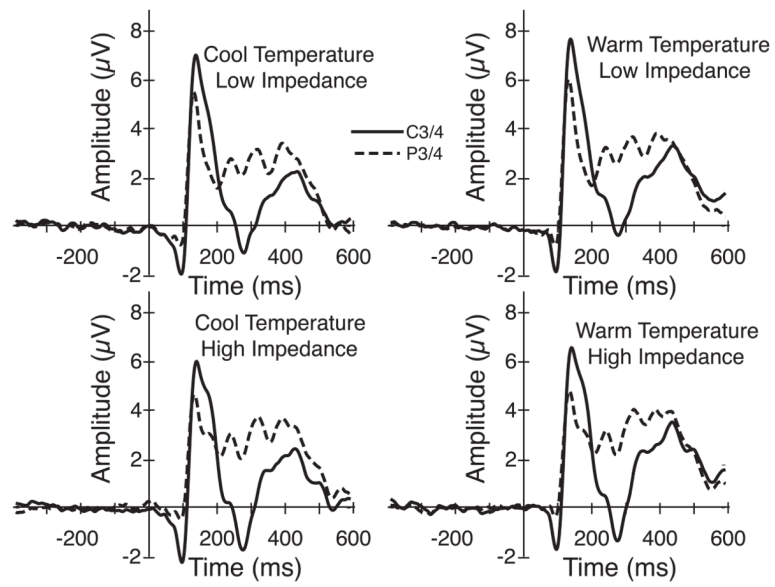 Amplitude (µV)
8
6
4
2
-2
-200
200
400
600
Time (ms)
Cool Temperature
Low Impedance
C3/4
P3/4
Amplitude (µV)
8
6
4
2
-2
-200
200
400
600
Time (ms)
Warm Temperature
Low Impedance
Amplitude (µV)
8
6
4
2
-2
-200
200
400
600
Time (ms)
Cool Temperature
High Impedance
Amplitude (µV)
8
6
4
2
-2
-200
200
400
600
Time (ms)
Warm Temperature
High Impedance